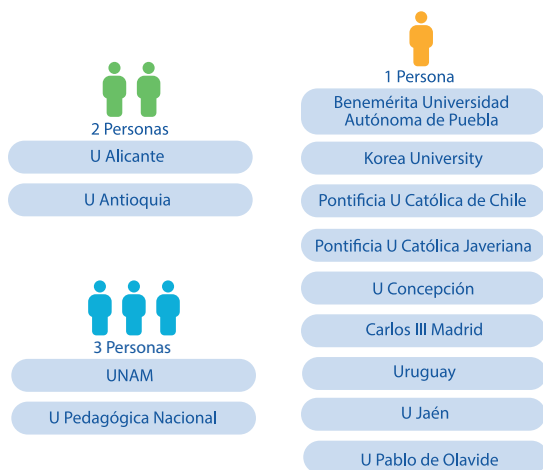 2 Personas
U Alicante
U Antioquia
3 Personas
UNAM
U Pedagógica Nacional
1 Persona
Benemérita Universidad
Autónoma de Puebla
Korea University
Pontificia U Católica de Chile
Pontificia U Católica Javeriana
U Concepción
Carlos III Madrid
Uruguay
U Jaén
U Pablo de Olavide